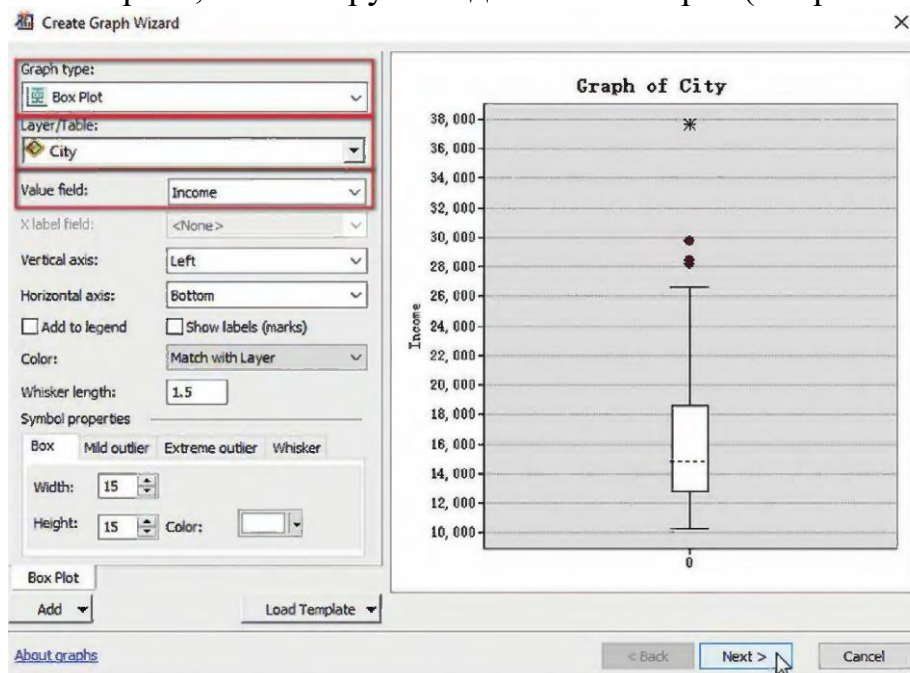 Create Graph Wizard
Graph type:
Box Plot
Layer/Table:
City
Value field:
Income
X label field:
<None>
Vertical axis:
Left
Horizontal axis:
Bottom
Add to legend
Show labels (marks)
Color:
Match with Layer
Whisker length:
1.5
Symbol properties
Box
Mild outlier
Extreme outlier
Whisker
Width:
15
Height:
15
Color:
Box Plot
Add
Load Template
About graphs
Graph of City
38,000
36,000
34,000
32,000
30,000
28,000
26,000
24,000
22,000
20,000
18,000
16,000
14,000
12,000
10,000
Income
0
< Back
Next >
Cancel